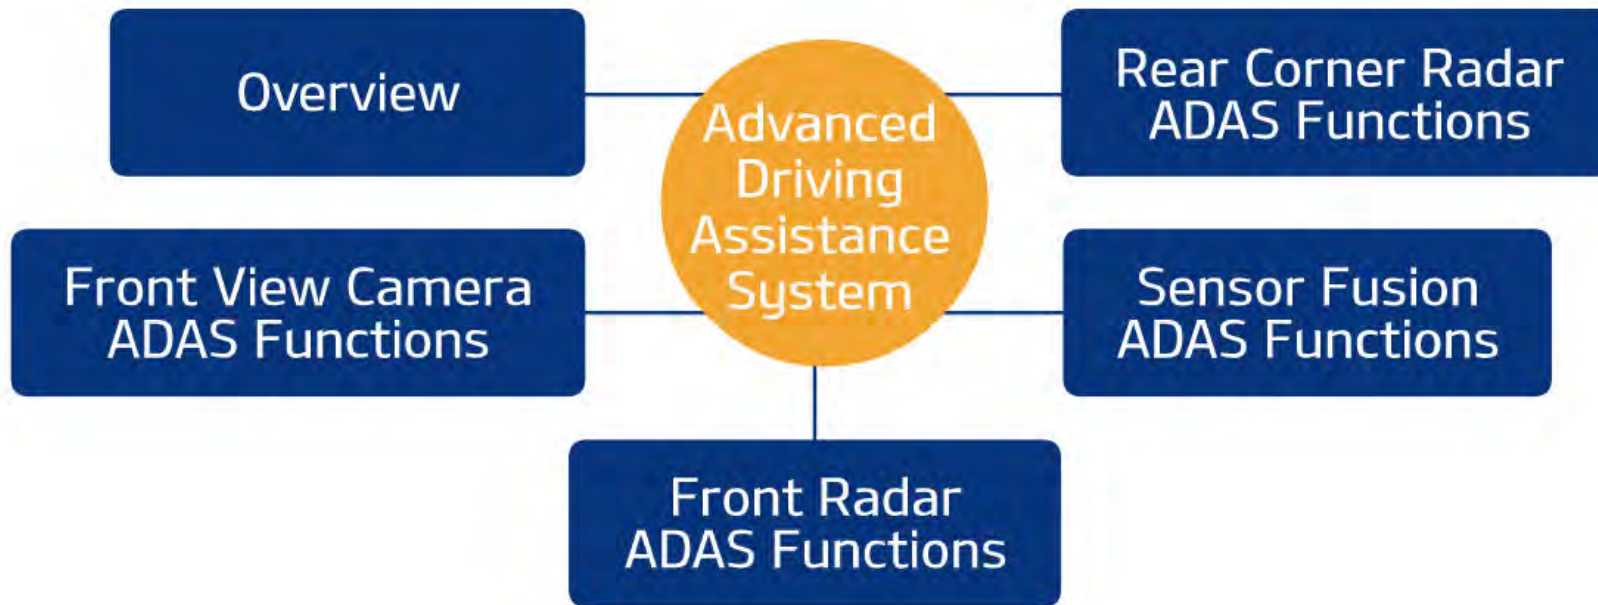 Overview
Advanced
Driving
Assistance
System
Rear Corner Radar
ADAS Functions
Front View Camera
ADAS Functions
Sensor Fusion
ADAS Functions
Front Radar
ADAS Functions